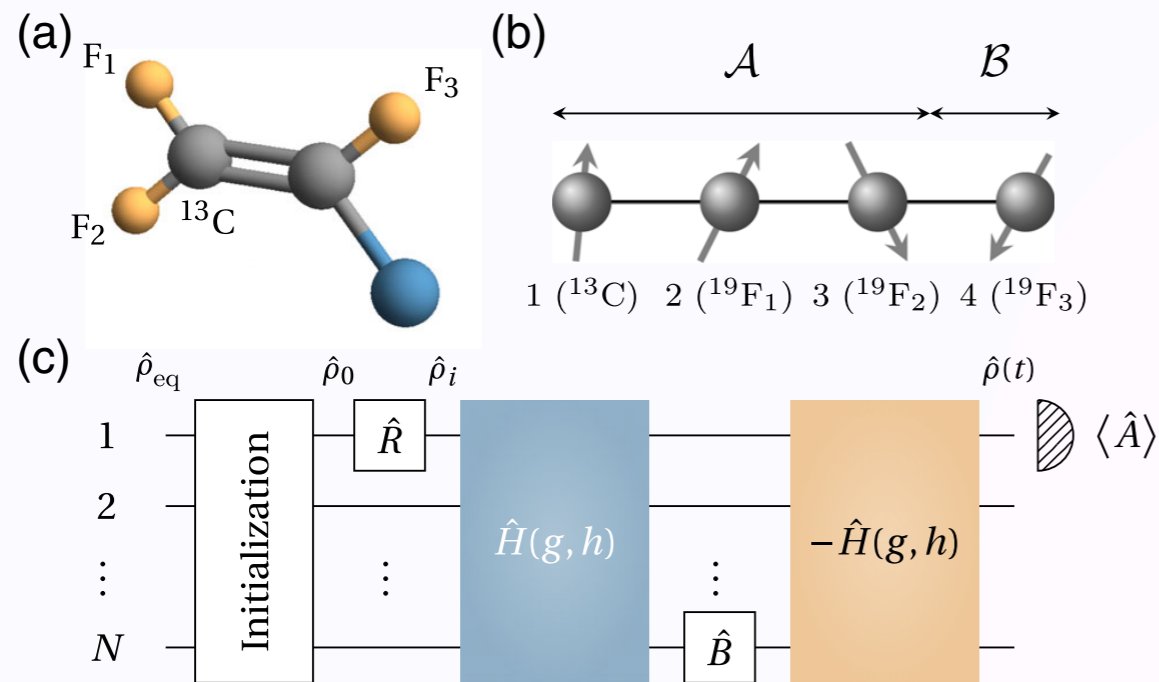 (a)
F₁
F₃
F₂
¹³C
(b)
𝒜
ℬ
1 (¹³C) 2 (¹⁹F₁) 3 (¹⁹F₂) 4 (¹⁹F₃)
(c)
ρ̂eq ρ̂₀ ρ̂ᵢ ρ̂(t)
1
2
⋮
N
Initialization
R̂
⋮
Ĥ(g, h)
⋮
B̂
−Ĥ(g, h)
⟨Â⟩